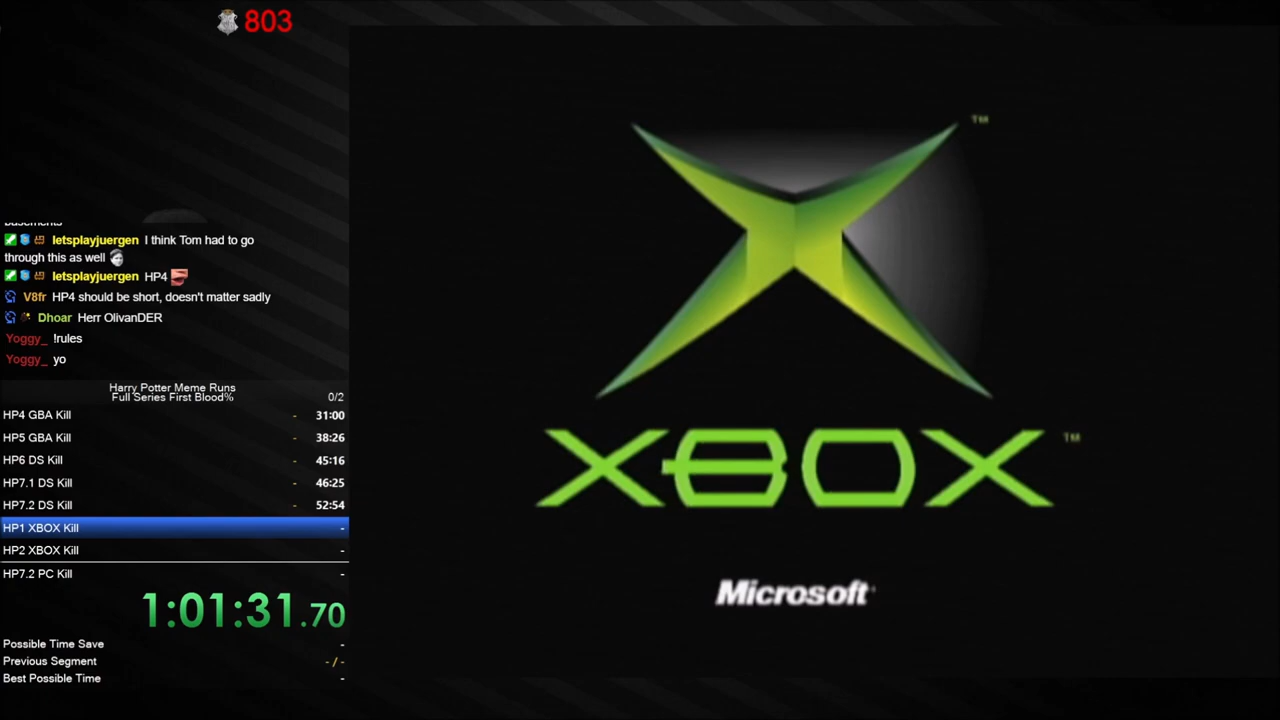 803
basements
letsplayjuergen I think Tom had to go
through this as well
letsplayjuergen HP4
V8fr HP4 should be short, doesn't matter sadly
Dhoar Herr OlivanDER
Yoggy_ !rules
Yoggy_ yo
Harry Potter Meme Runs
Full Series First Blood% 0/2
HP4 GBA Kill - 31:00
HP5 GBA Kill - 38:26
HP6 DS Kill - 45:16
HP7.1 DS Kill - 46:25
HP7.2 DS Kill - 52:54
HP1 XBOX Kill -
HP2 XBOX Kill -
HP7.2 PC Kill -
1:01:31.70
Possible Time Save -
Previous Segment - / -
Best Possible Time -
TM
XBOX TM
Microsoft